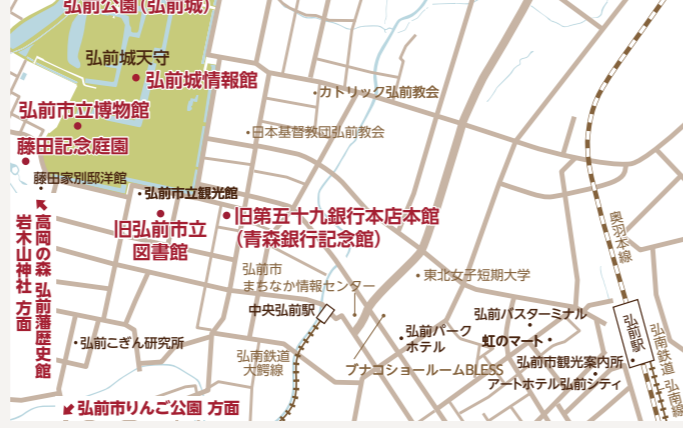 弘前公園(弘前城)
弘前城天守
弘前城情報館
カトリック弘前教会
弘前市立博物館
日本基督教団弘前教会
藤田記念庭園
藤田家別邸洋館
弘前市立観光館
旧第五十九銀行本店本館
(青森銀行記念館)
旧弘前市立
図書館
高岡の森 弘前藩歴史館
岩木山神社 方面
奥羽本線
弘前市
まちなか情報センター
東北女子短期大学
中央弘前駅
弘前バスターミナル
弘前パーク
ホテル
虹のマート
弘前駅
弘前こぎん研究所
弘南鉄道
大鰐線
プナコショールームBLESS
弘前市観光案内所
アートホテル弘前シティ
弘南鉄道
弘南線
弘前市りんご公園 方面